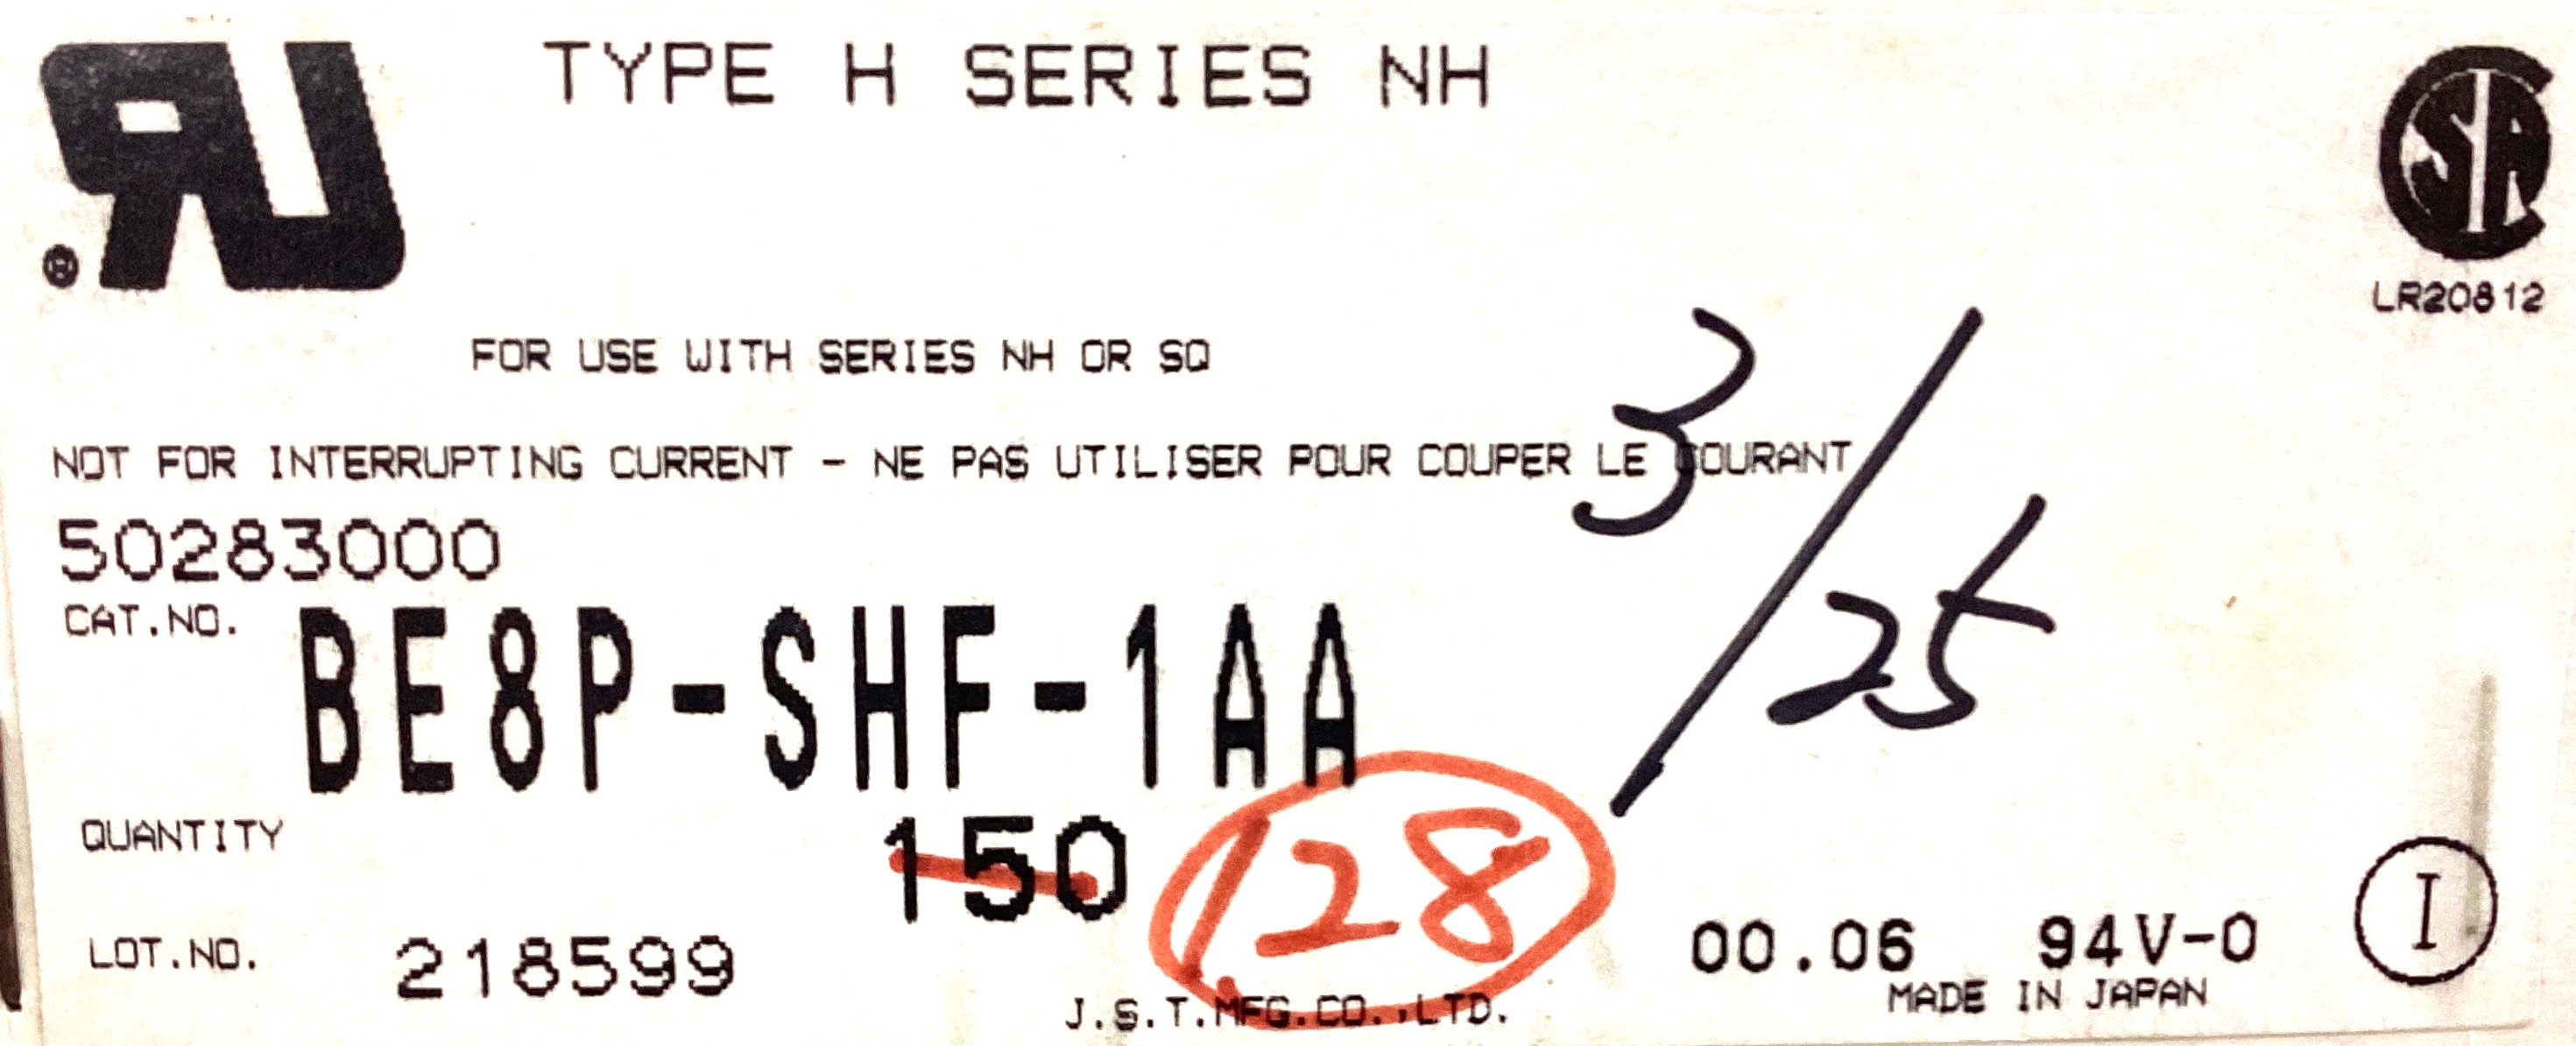 TYPE H SERIES NH
LR20812
FOR USE WITH SERIES NH OR SQ
NOT FOR INTERRUPTING CURRENT - NE PAS UTILISER POUR COUPER LE COURANT
3/25
50283000
CAT.NO. BE8P-SHF-1AA
QUANTITY 150 128
LOT.NO. 218599
00.06 94V-0 I
J.S.T.MFG.CO.,LTD. MADE IN JAPAN